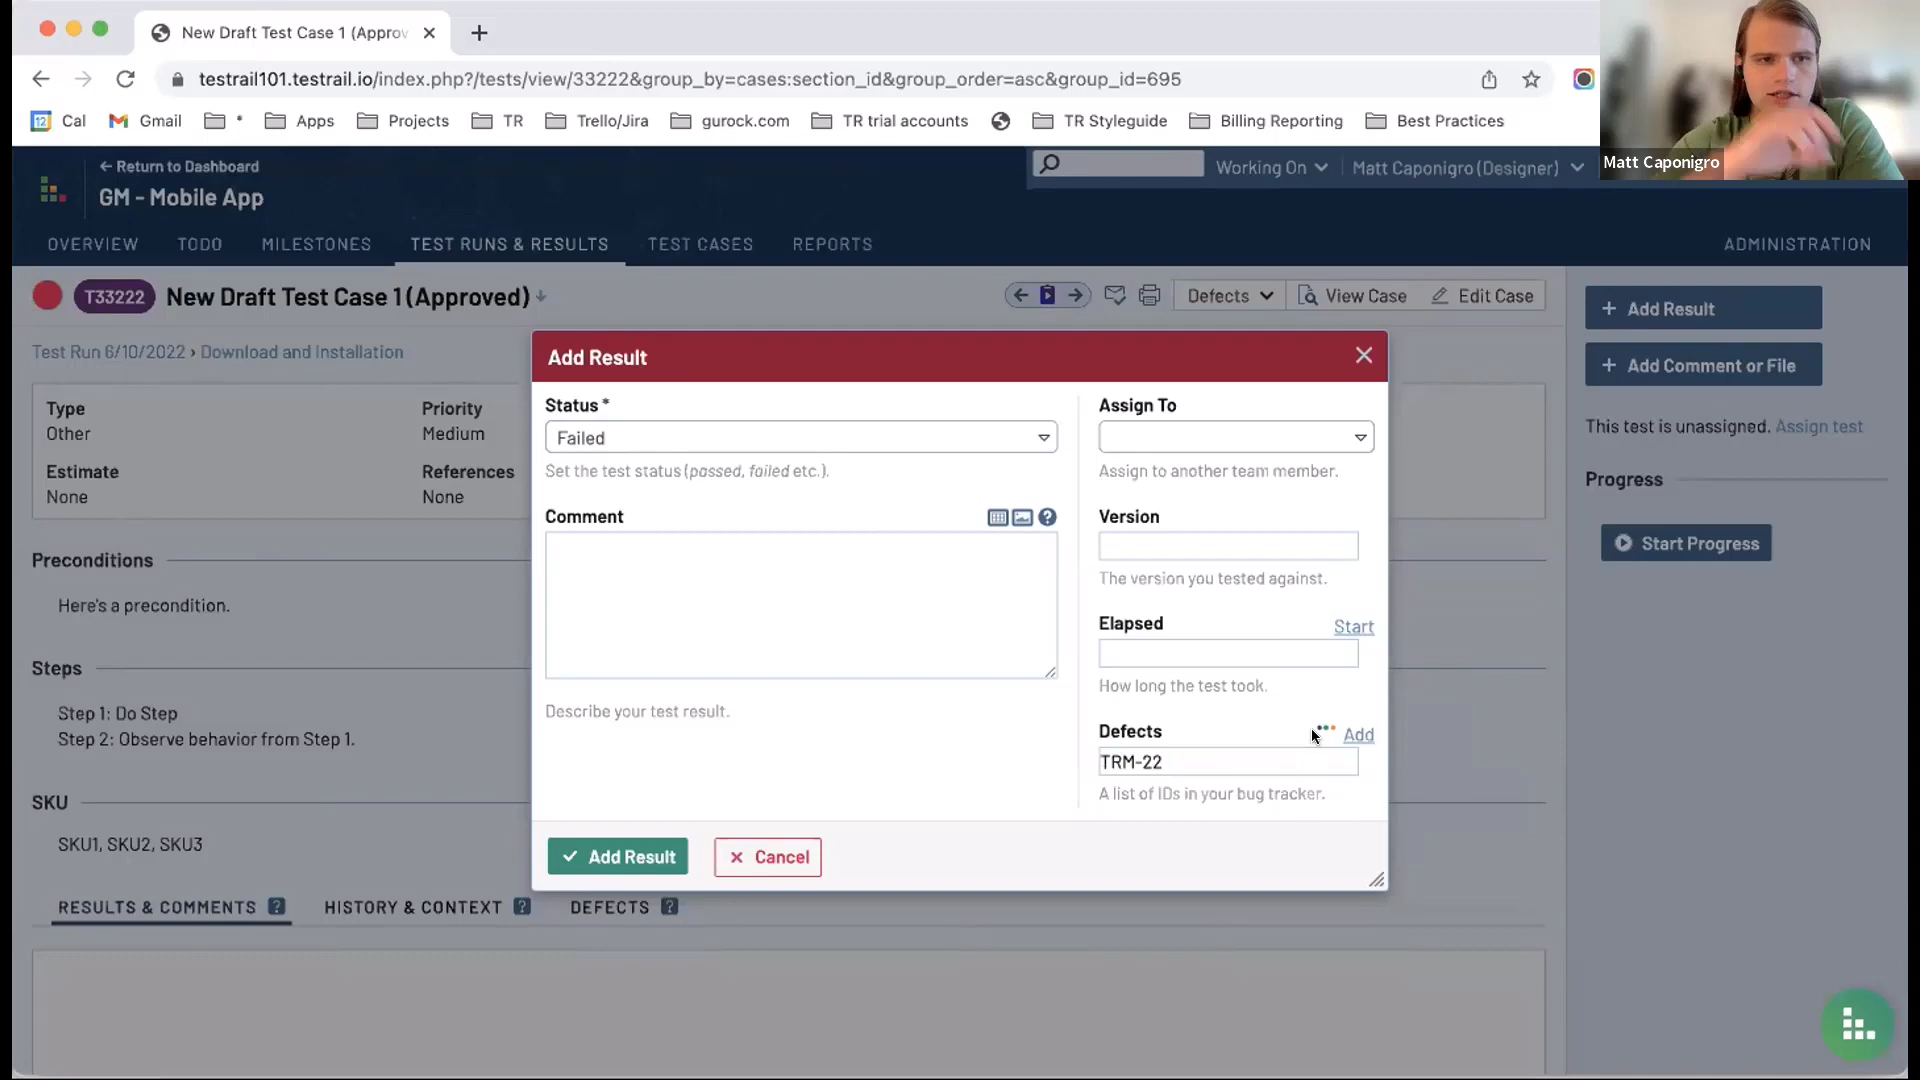 New Draft Test Case 1 (Approv
testrail101.testrail.io/index.php?/tests/view/33222&group_by=cases:section_id&group_order=asc&group_id=695
12 Cal Gmail * Apps Projects TR Trello/Jira gurock.com TR trial accounts TR Styleguide Billing Reporting Best Practices
Matt Caponigro
← Return to Dashboard
GM - Mobile App
Working On Matt Caponigro (Designer)
OVERVIEW TODO MILESTONES TEST RUNS & RESULTS TEST CASES REPORTS ADMINISTRATION
T33222 New Draft Test Case 1 (Approved)
Defects View Case Edit Case
Test Run 6/10/2022 › Download and Installation
Type
Other
Priority
Medium
Estimate
None
References
None
Preconditions
Here's a precondition.
Steps
Step 1: Do Step
Step 2: Observe behavior from Step 1.
SKU
SKU1, SKU2, SKU3
RESULTS & COMMENTS ? HISTORY & CONTEXT ? DEFECTS ?
Add Result
Status *
Failed
Set the test status (passed, failed etc.).
Comment
?
Describe your test result.
Assign To
Assign to another team member.
Version
The version you tested against.
Elapsed Start
How long the test took.
Defects Add
TRM-22
A list of IDs in your bug tracker.
Add Result Cancel
+ Add Result
+ Add Comment or File
This test is unassigned. Assign test
Progress
Start Progress